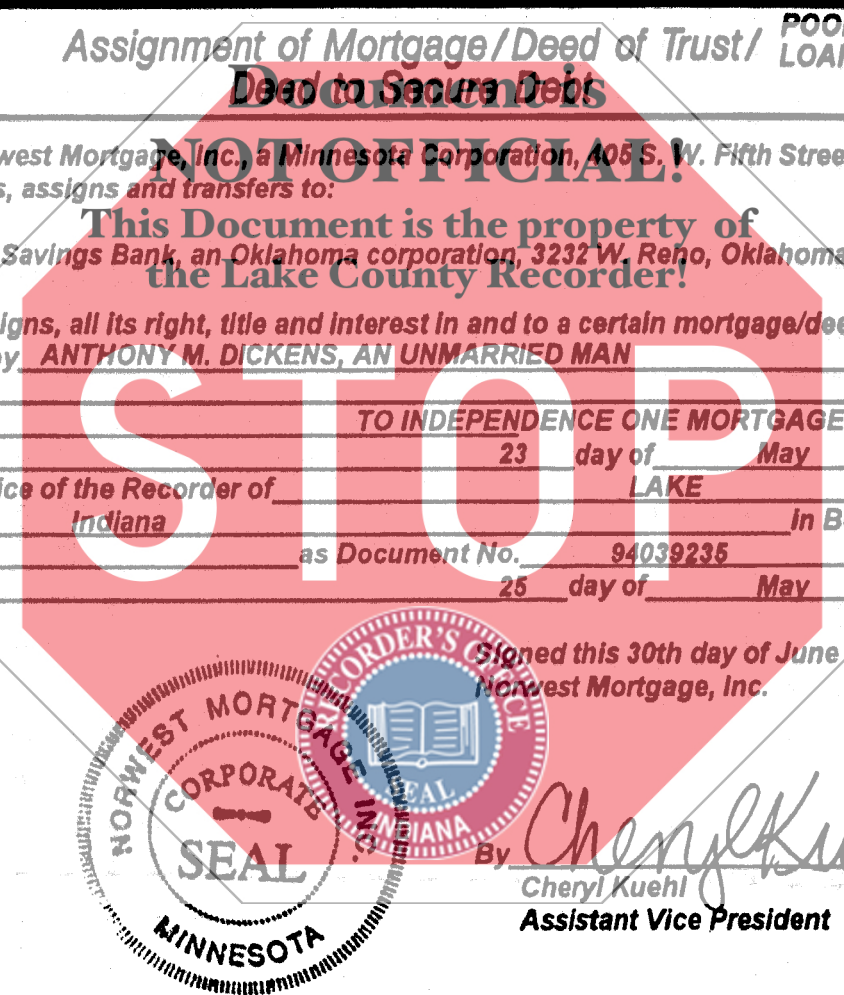 Assignment of Mortgage/Deed of Trust/
POOL
LOAN
Deed to Secure Debt
Document is
NOT OFFICIAL!
This Document is the property of
the Lake County Recorder!
west Mortgage, Inc., a Minnesota Corporation, 405 S. W. Fifth Stree
s, assigns and transfers to:
Savings Bank, an Oklahoma corporation, 3232 W. Reno, Oklahoma
igns, all its right, title and interest in and to a certain mortgage/dee
by ANTHONY M. DICKENS, AN UNMARRIED MAN
STOP
TO INDEPENDENCE ONE MORTGAGE
23 day of May
ice of the Recorder of LAKE
Indiana in B
as Document No. 94039235
25 day of May
Signed this 30th day of June
Norwest Mortgage, Inc.
RECORDER'S OFFICE
SEAL
INDIANA
NORWEST MORTGAGE INC.
CORPORATE
SEAL
MINNESOTA
By Cheryl Ku
Cheryl Kuehl
Assistant Vice President